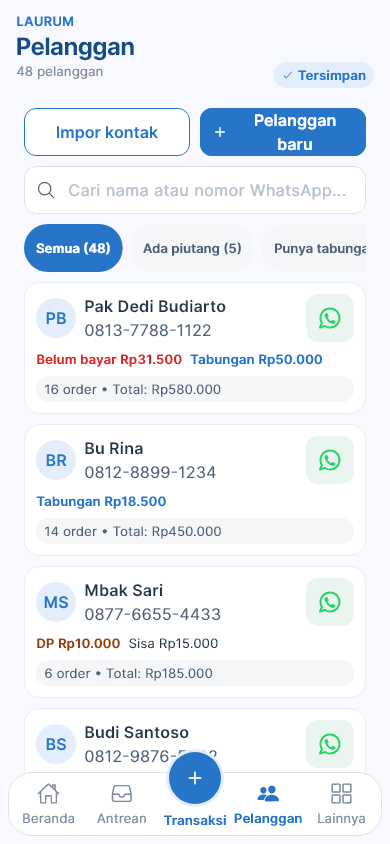 LAURUM
Pelanggan
48 pelanggan
Tersimpan
Impor kontak
Pelanggan
baru
Cari nama atau nomor WhatsApp...
Semua (48)
Ada piutang (5)
Punya
PB
Pak Dedi Budiarto
0813-7788-1122
Belum bayar Rp31.500 Tabungan Rp50.000
16 order • Total: Rp580.000
BR
Bu Rina
0812-8899-1234
Tabungan Rp18.500
14 order • Total: Rp450.000
MS
Mbak Sari
0877-6655-4433
DP Rp10.000 Sisa Rp15.000
6 order • Total: Rp185.000
BS
Budi Santoso
Beranda
Antrean
Transaksi
Pelanggan
Lainnya